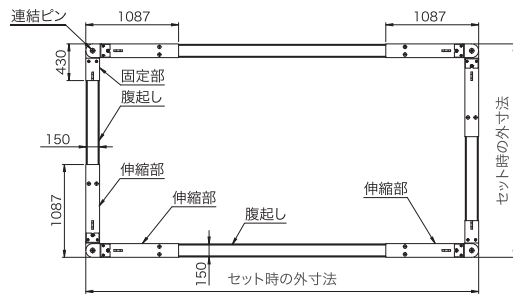 連結ピン
1087
1087
430
固定部
腹起し
150
伸縮部
1087
伸縮部
腹起し
伸縮部
150
セット時の外寸法
セット時の外寸法